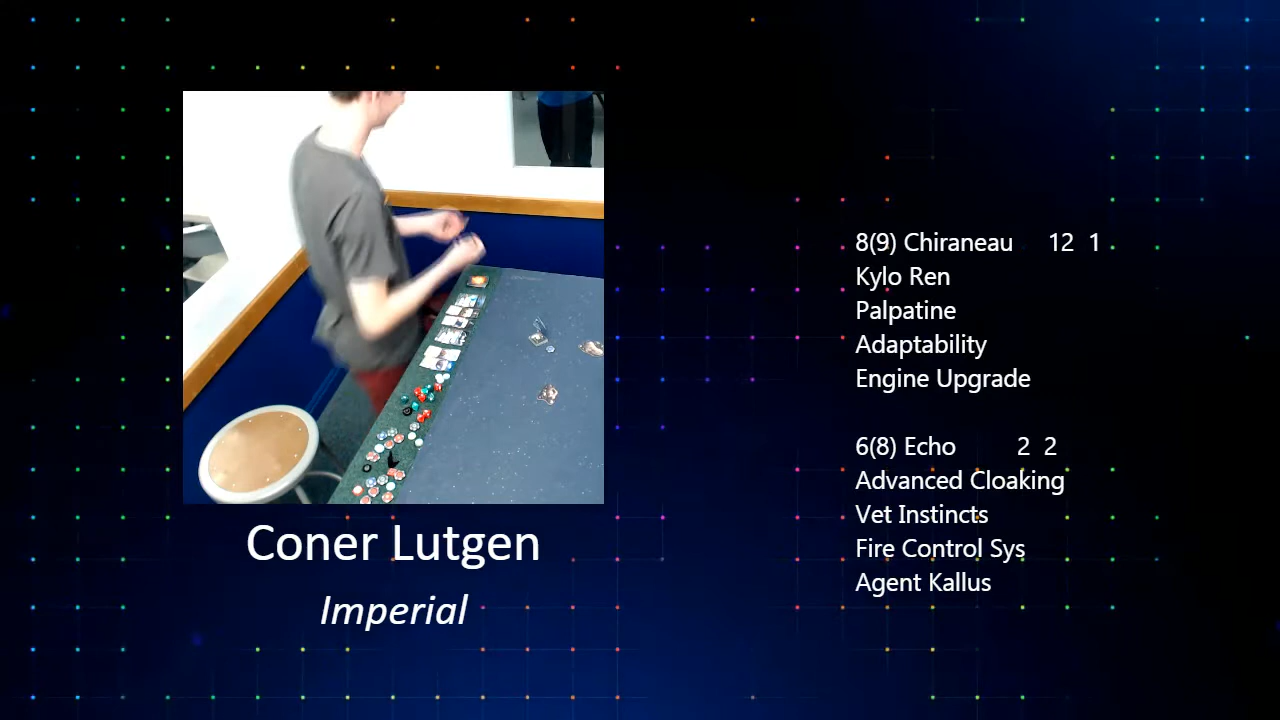 Coner Lutgen
Imperial
8(9) Chiraneau 12 1
Kylo Ren
Palpatine
Adaptability
Engine Upgrade
6(8) Echo 2 2
Advanced Cloaking
Vet Instincts
Fire Control Sys
Agent Kallus